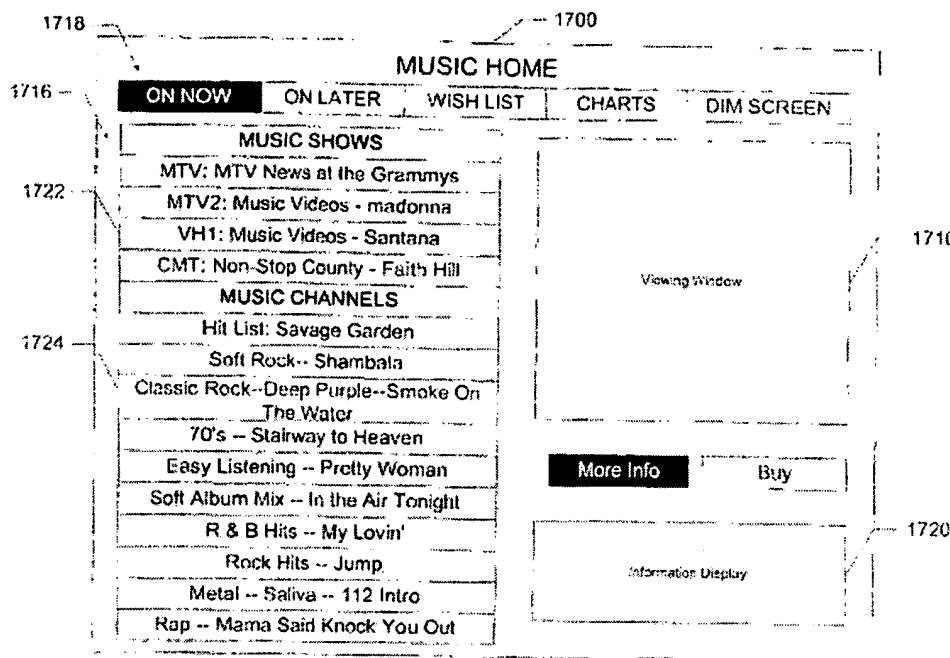 1718
1700
MUSIC HOME
1716
ON NOW
ON LATER
WISH LIST
CHARTS
DIM SCREEN
MUSIC SHOWS
MTV: MTV News at the Grammys
1722
MTV2: Music Videos - madonna
VH1: Music Videos - Santana
1710
CMT: Non-Stop County - Faith Hill
Viewing Window
MUSIC CHANNELS
Hit List: Savage Garden
1724
Soft Rock-- Shambala
Classic Rock--Deep Purple--Smoke On
The Water
70's -- Stairway to Heaven
Easy Listening -- Pretty Woman
More Info
Buy
Soft Album Mix -- In the Air Tonight
R & B Hits -- My Lovin'
1720
Rock Hits -- Jump
Information Display
Metal -- Saliva -- 112 Intro
Rap -- Mama Said Knock You Out